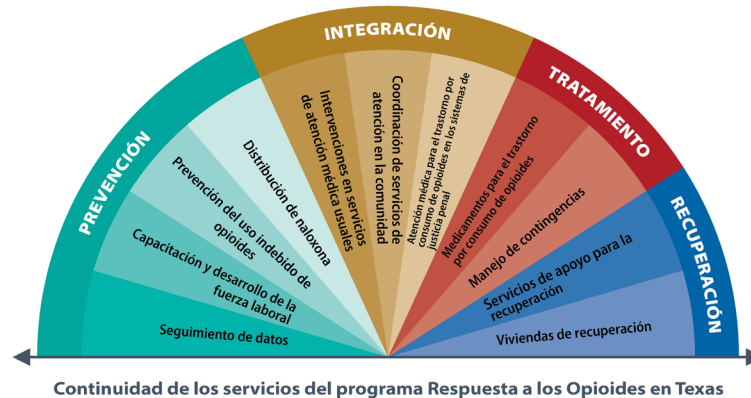 PREVENCIÓN
Seguimiento de datos
Capacitación y desarrollo de la
fuerza laboral
Prevención del uso indebido de
opioides
Distribución de naloxona
INTEGRACIÓN
Intervenciones en servicios
de atención médica usuales
Coordinación de servicios de
atención en la comunidad
Atención médica para el trastorno por
consumo de opioides en los sistemas de
justicia penal
TRATAMIENTO
Medicamentos para el trastorno
por consumo de opioides
Manejo de contingencias
RECUPERACIÓN
Servicios de apoyo para la
recuperación
Viviendas de recuperación
Continuidad de los servicios del programa Respuesta a los Opioides en Texas